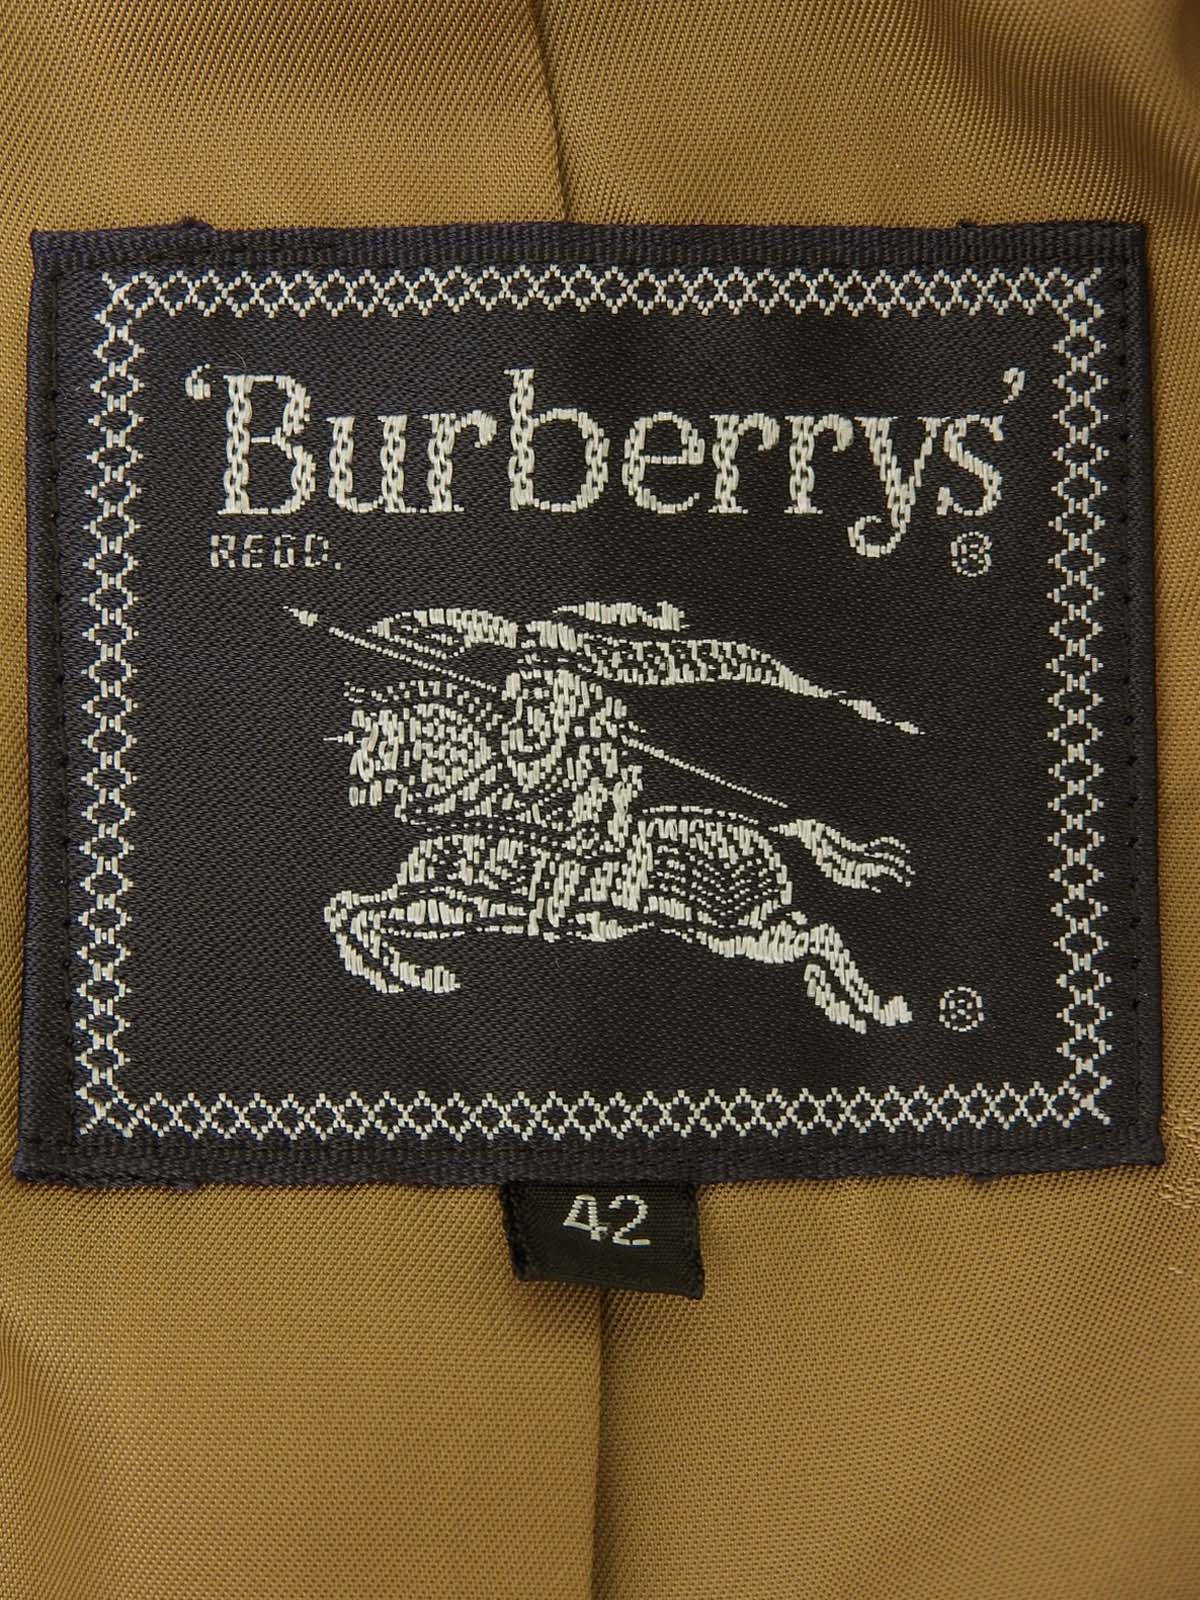 ‘Burberrys’
REGD. ®
®
42